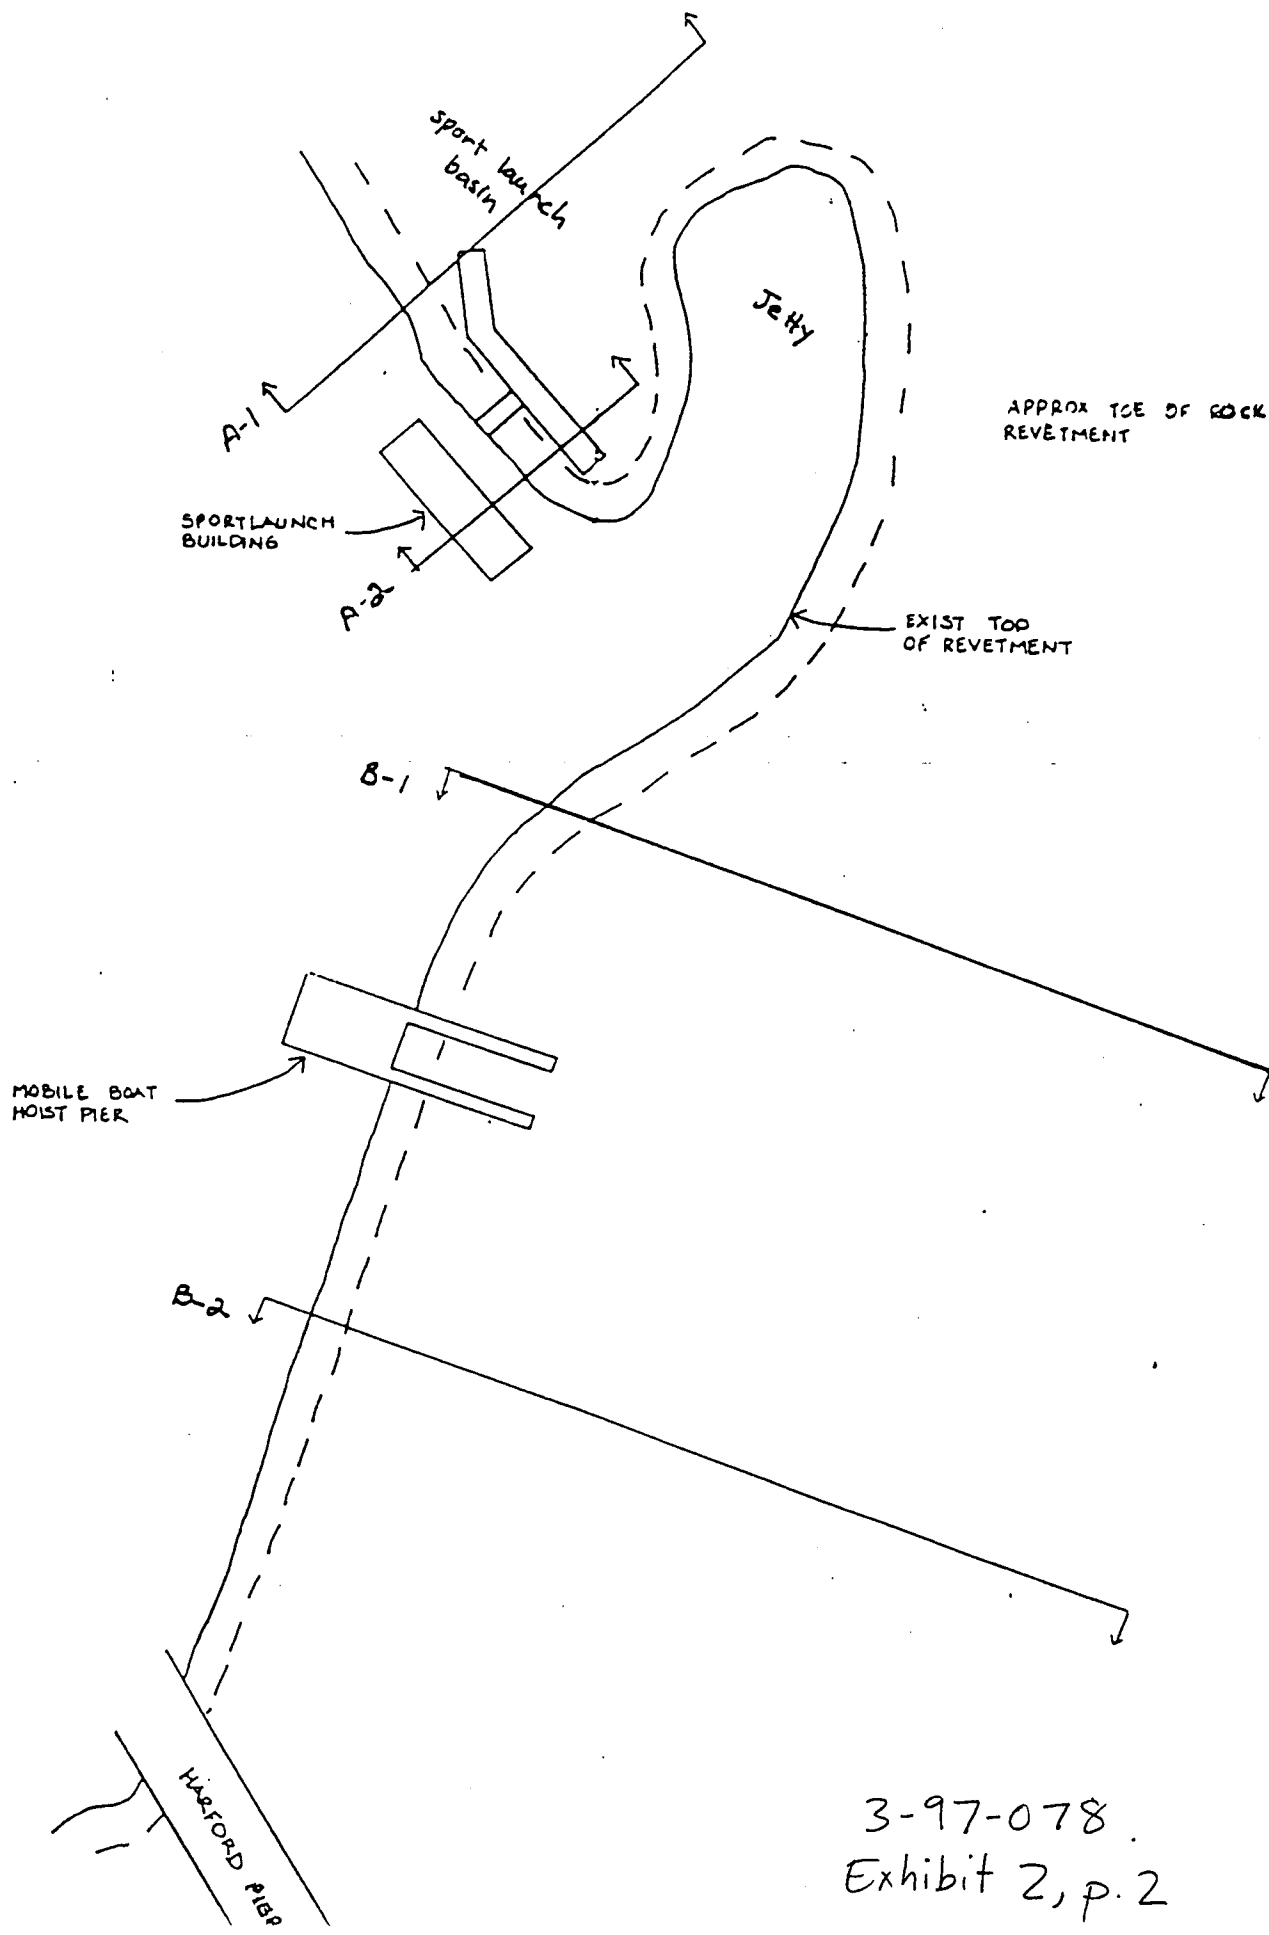 sport launch
basin
Jetty
A-1
APPROX TOE OF ROCK
REVETMENT
SPORTLAUNCH
BUILDING
A-2
EXIST TOP
OF REVETMENT
B-1
MOBILE BOAT
HOIST PIER
B-2
HARFORD PIER
3-97-078.
Exhibit 2, p. 2